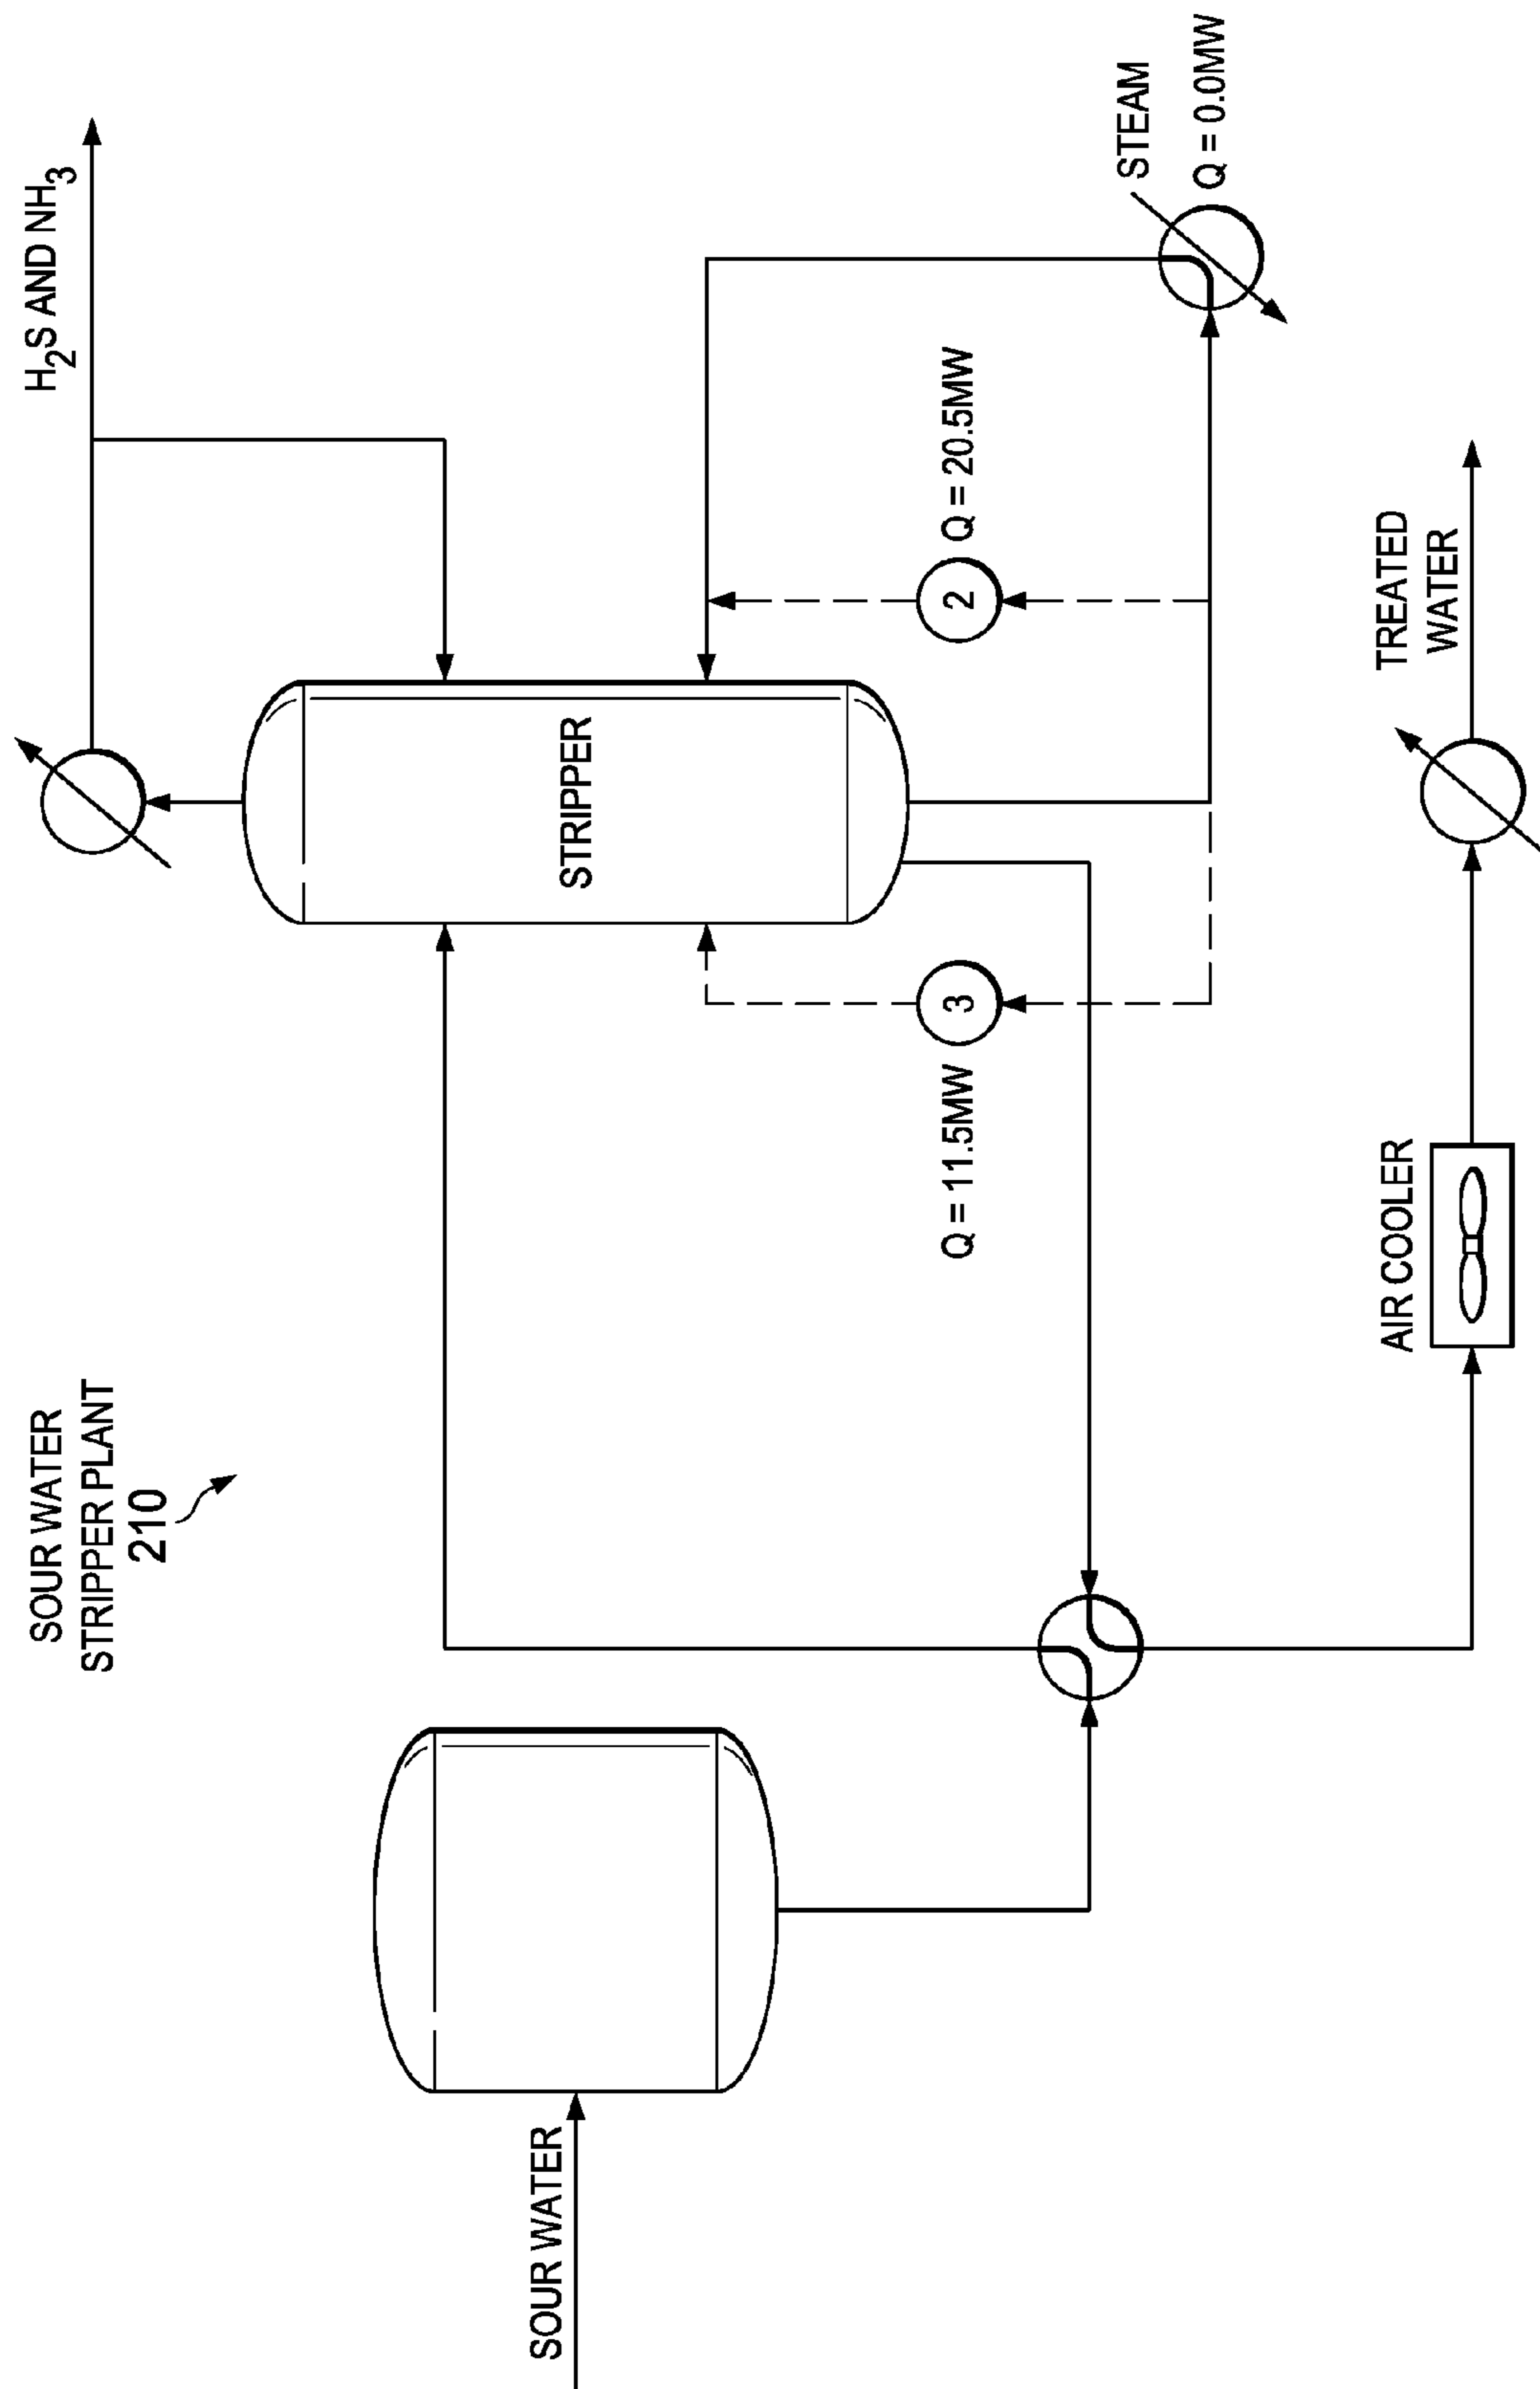 SOUR WATER
STRIPPER PLANT
210
H2S AND NH3
SOUR WATER
STRIPPER
3
Q = 11.5MW
2
Q = 20.5MW
STEAM
Q = 0.0MW
AIR COOLER
TREATED
WATER